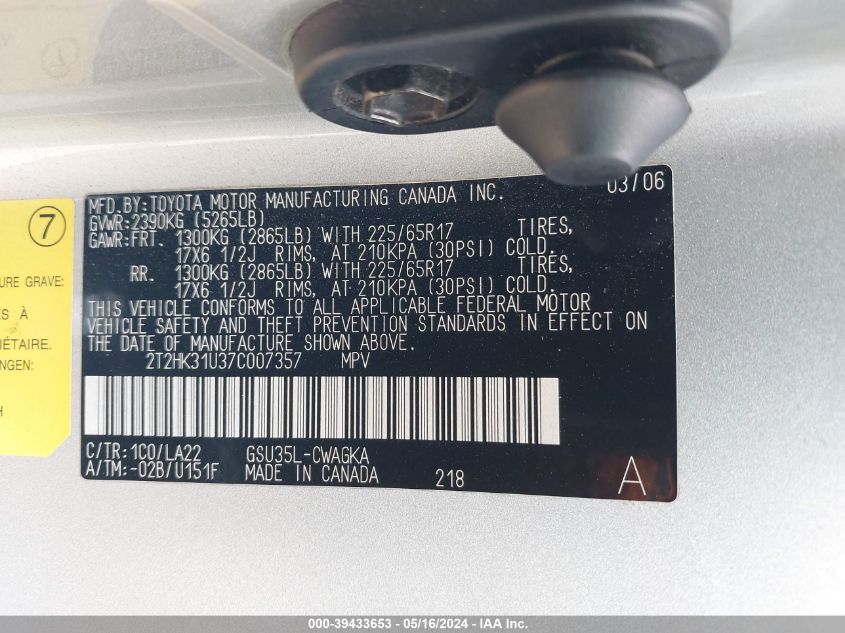 MFD.BY:TOYOTA MOTOR MANUFACTURING CANADA INC. 03/06
GVWR:2390KG (5265LB)
GAWR:FRT. 1300KG (2865LB) WITH 225/65R17 TIRES,
17X6 1/2J RIMS, AT 210KPA (30PSI) COLD.
RR. 1300KG (2865LB) WITH 225/65R17 TIRES,
17X6 1/2J RIMS, AT 210KPA (30PSI) COLD.
THIS VEHICLE CONFORMS TO ALL APPLICABLE FEDERAL MOTOR
VEHICLE SAFETY AND THEFT PREVENTION STANDARDS IN EFFECT ON
THE DATE OF MANUFACTURE SHOWN ABOVE.
2T2HK31U37C007357 MPV
C/TR:1C0/LA22 GSU35L-CWAGKA
A/TM:-02B/U151F MADE IN CANADA 218 A
7
URE GRAVE:
S À
IÉTAIRE.
NGEN:
H
000-39433653 - 05/16/2024 - IAA Inc.